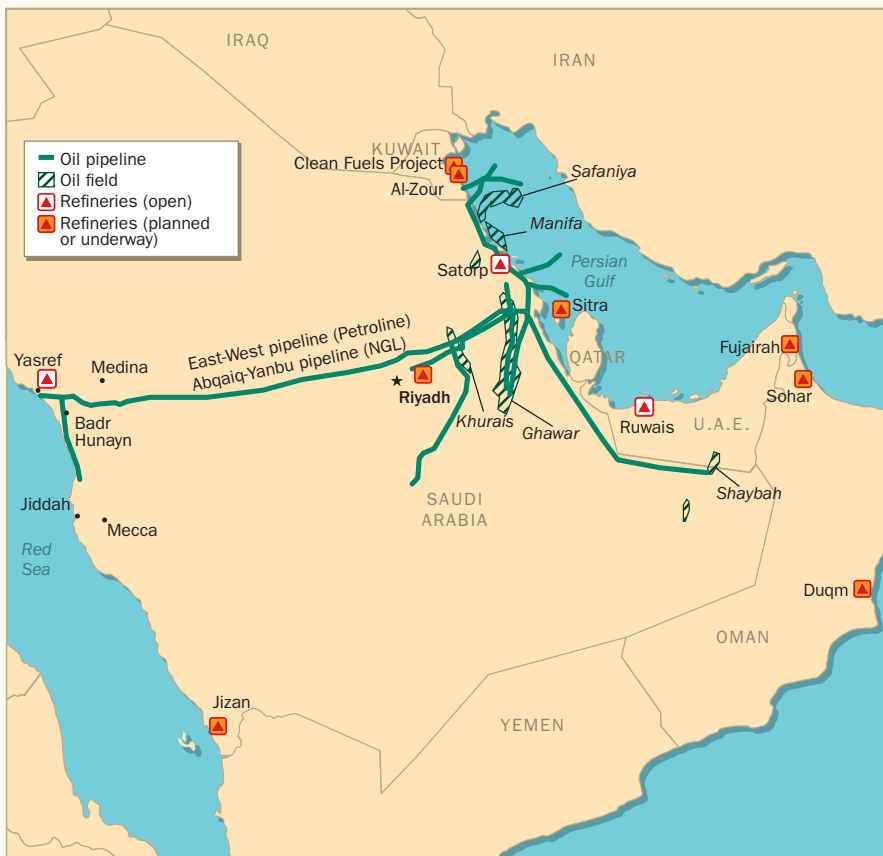 IRAQ
IRAN
KUWAIT
Oil pipeline
Oil field
Refineries (open)
Refineries (planned
or underway)
Clean Fuels Project
Al-Zour
Safaniya
Manifa
Satorp
Persian
Gulf
Sitra
East-West pipeline (Petroline)
Abqaiq-Yanbu pipeline (NGL)
Yasref
Medina
QATAR
Fujairah
Riyadh
Sohar
Badr
Hunayn
Khurais
Ghawar
Ruwais
U.A.E.
Shaybah
SAUDI
ARABIA
Jiddah
Mecca
Red
Sea
Duqm
OMAN
Jizan
YEMEN